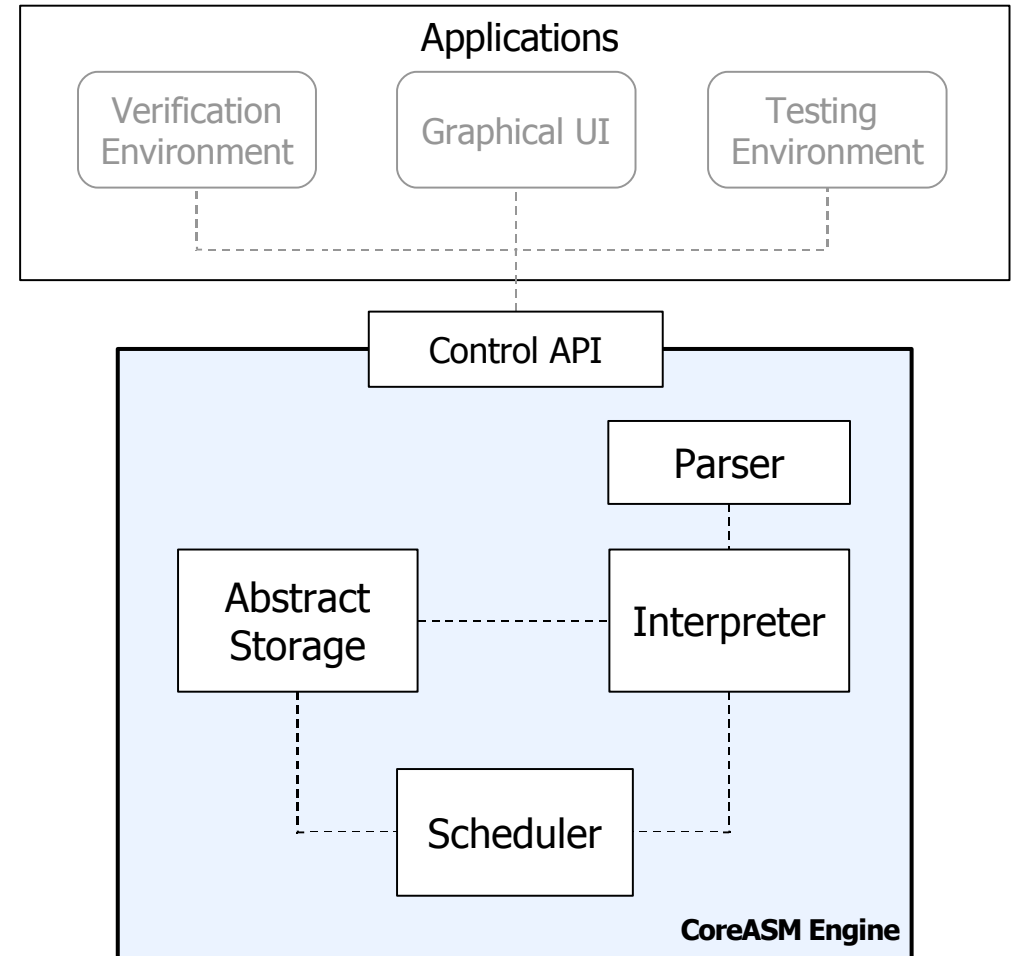 Applications
Verification
Environment
Graphical UI
Testing
Environment
Control API
Parser
Abstract
Storage
Interpreter
Scheduler
CoreASM Engine